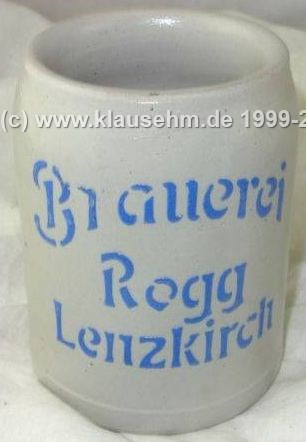 (c) www.klausehm.de 1999-2
Brauerei
Rogg
Lenzkirch